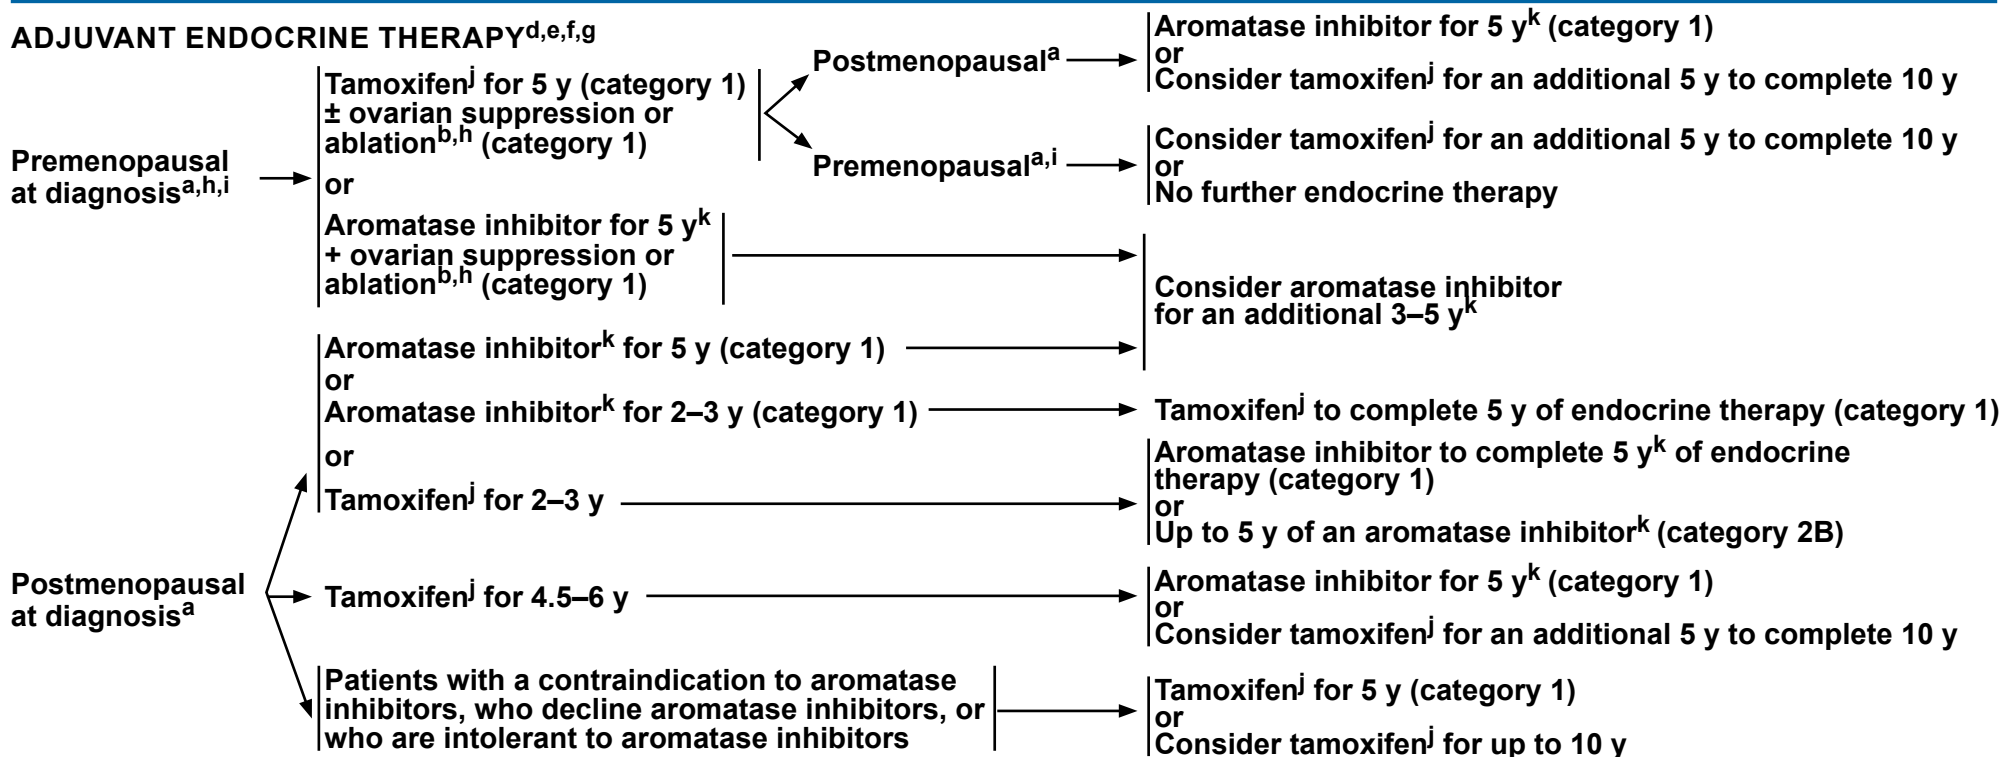 ADJUVANT ENDOCRINE THERAPYd,e,f,g
Premenopausal
at diagnosisa,h,i
Tamoxifenj for 5 y (category 1)
± ovarian suppression or
ablationb,h (category 1)
or
Aromatase inhibitor for 5 yk
+ ovarian suppression or
ablationb,h (category 1)
Postmenopausala
Aromatase inhibitor for 5 yk (category 1)
or
Consider tamoxifenj for an additional 5 y to complete 10 y
Premenopausala,i
Consider tamoxifenj for an additional 5 y to complete 10 y
or
No further endocrine therapy
Consider aromatase inhibitor
for an additional 3–5 yk
Postmenopausal
at diagnosisa
Aromatase inhibitork for 5 y (category 1)
or
Aromatase inhibitork for 2–3 y (category 1)
or
Tamoxifenj for 2–3 y
Tamoxifenj to complete 5 y of endocrine therapy (category 1)
Aromatase inhibitor to complete 5 yk of endocrine
therapy (category 1)
or
Up to 5 y of an aromatase inhibitork (category 2B)
Tamoxifenj for 4.5–6 y
Aromatase inhibitor for 5 yk (category 1)
or
Consider tamoxifenj for an additional 5 y to complete 10 y
Patients with a contraindication to aromatase
inhibitors, who decline aromatase inhibitors, or
who are intolerant to aromatase inhibitors
Tamoxifenj for 5 y (category 1)
or
Consider tamoxifenj for up to 10 y